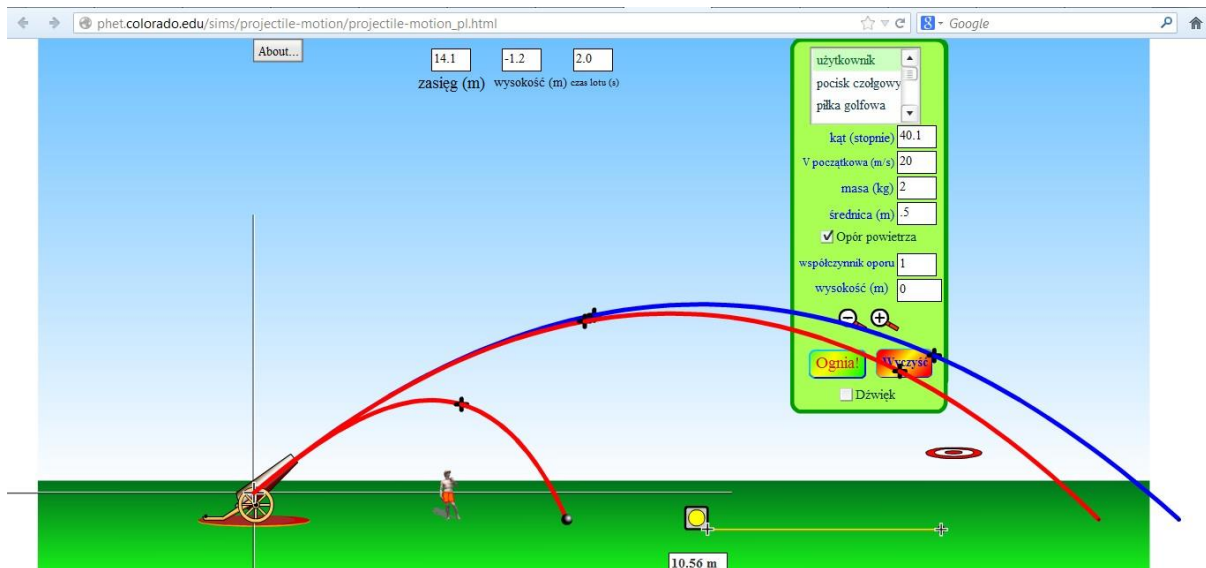 phet.colorado.edu/sims/projectile-motion/projectile-motion_pl.html
Google
About...
14.1 -1.2 2.0
zasięg (m) wysokość (m) czas lotu (s)
użytkownik
pocisk czołgowy
piłka golfowa
kąt (stopnie) 40.1
V początkowa (m/s) 20
masa (kg) 2
średnica (m) .5
Opór powietrza
współczynnik oporu 1
wysokość (m) 0
Ognia! Wyczyść
Dźwięk
10.56 m